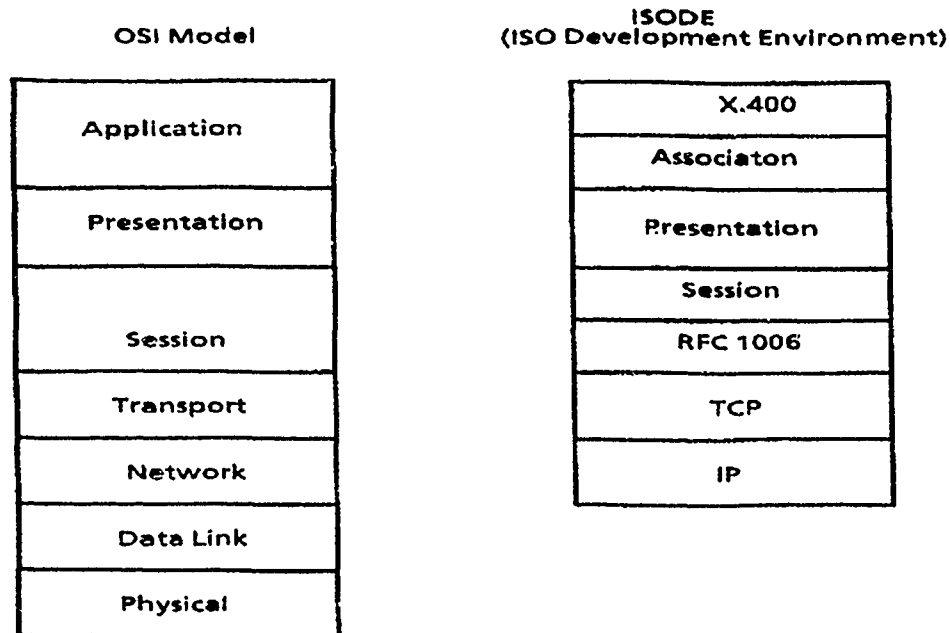 OSI Model
Application
Presentation
Session
Transport
Network
Data Link
Physical
ISODE
(ISO Development Environment)
X.400
Associaton
Presentation
Session
RFC 1006
TCP
IP